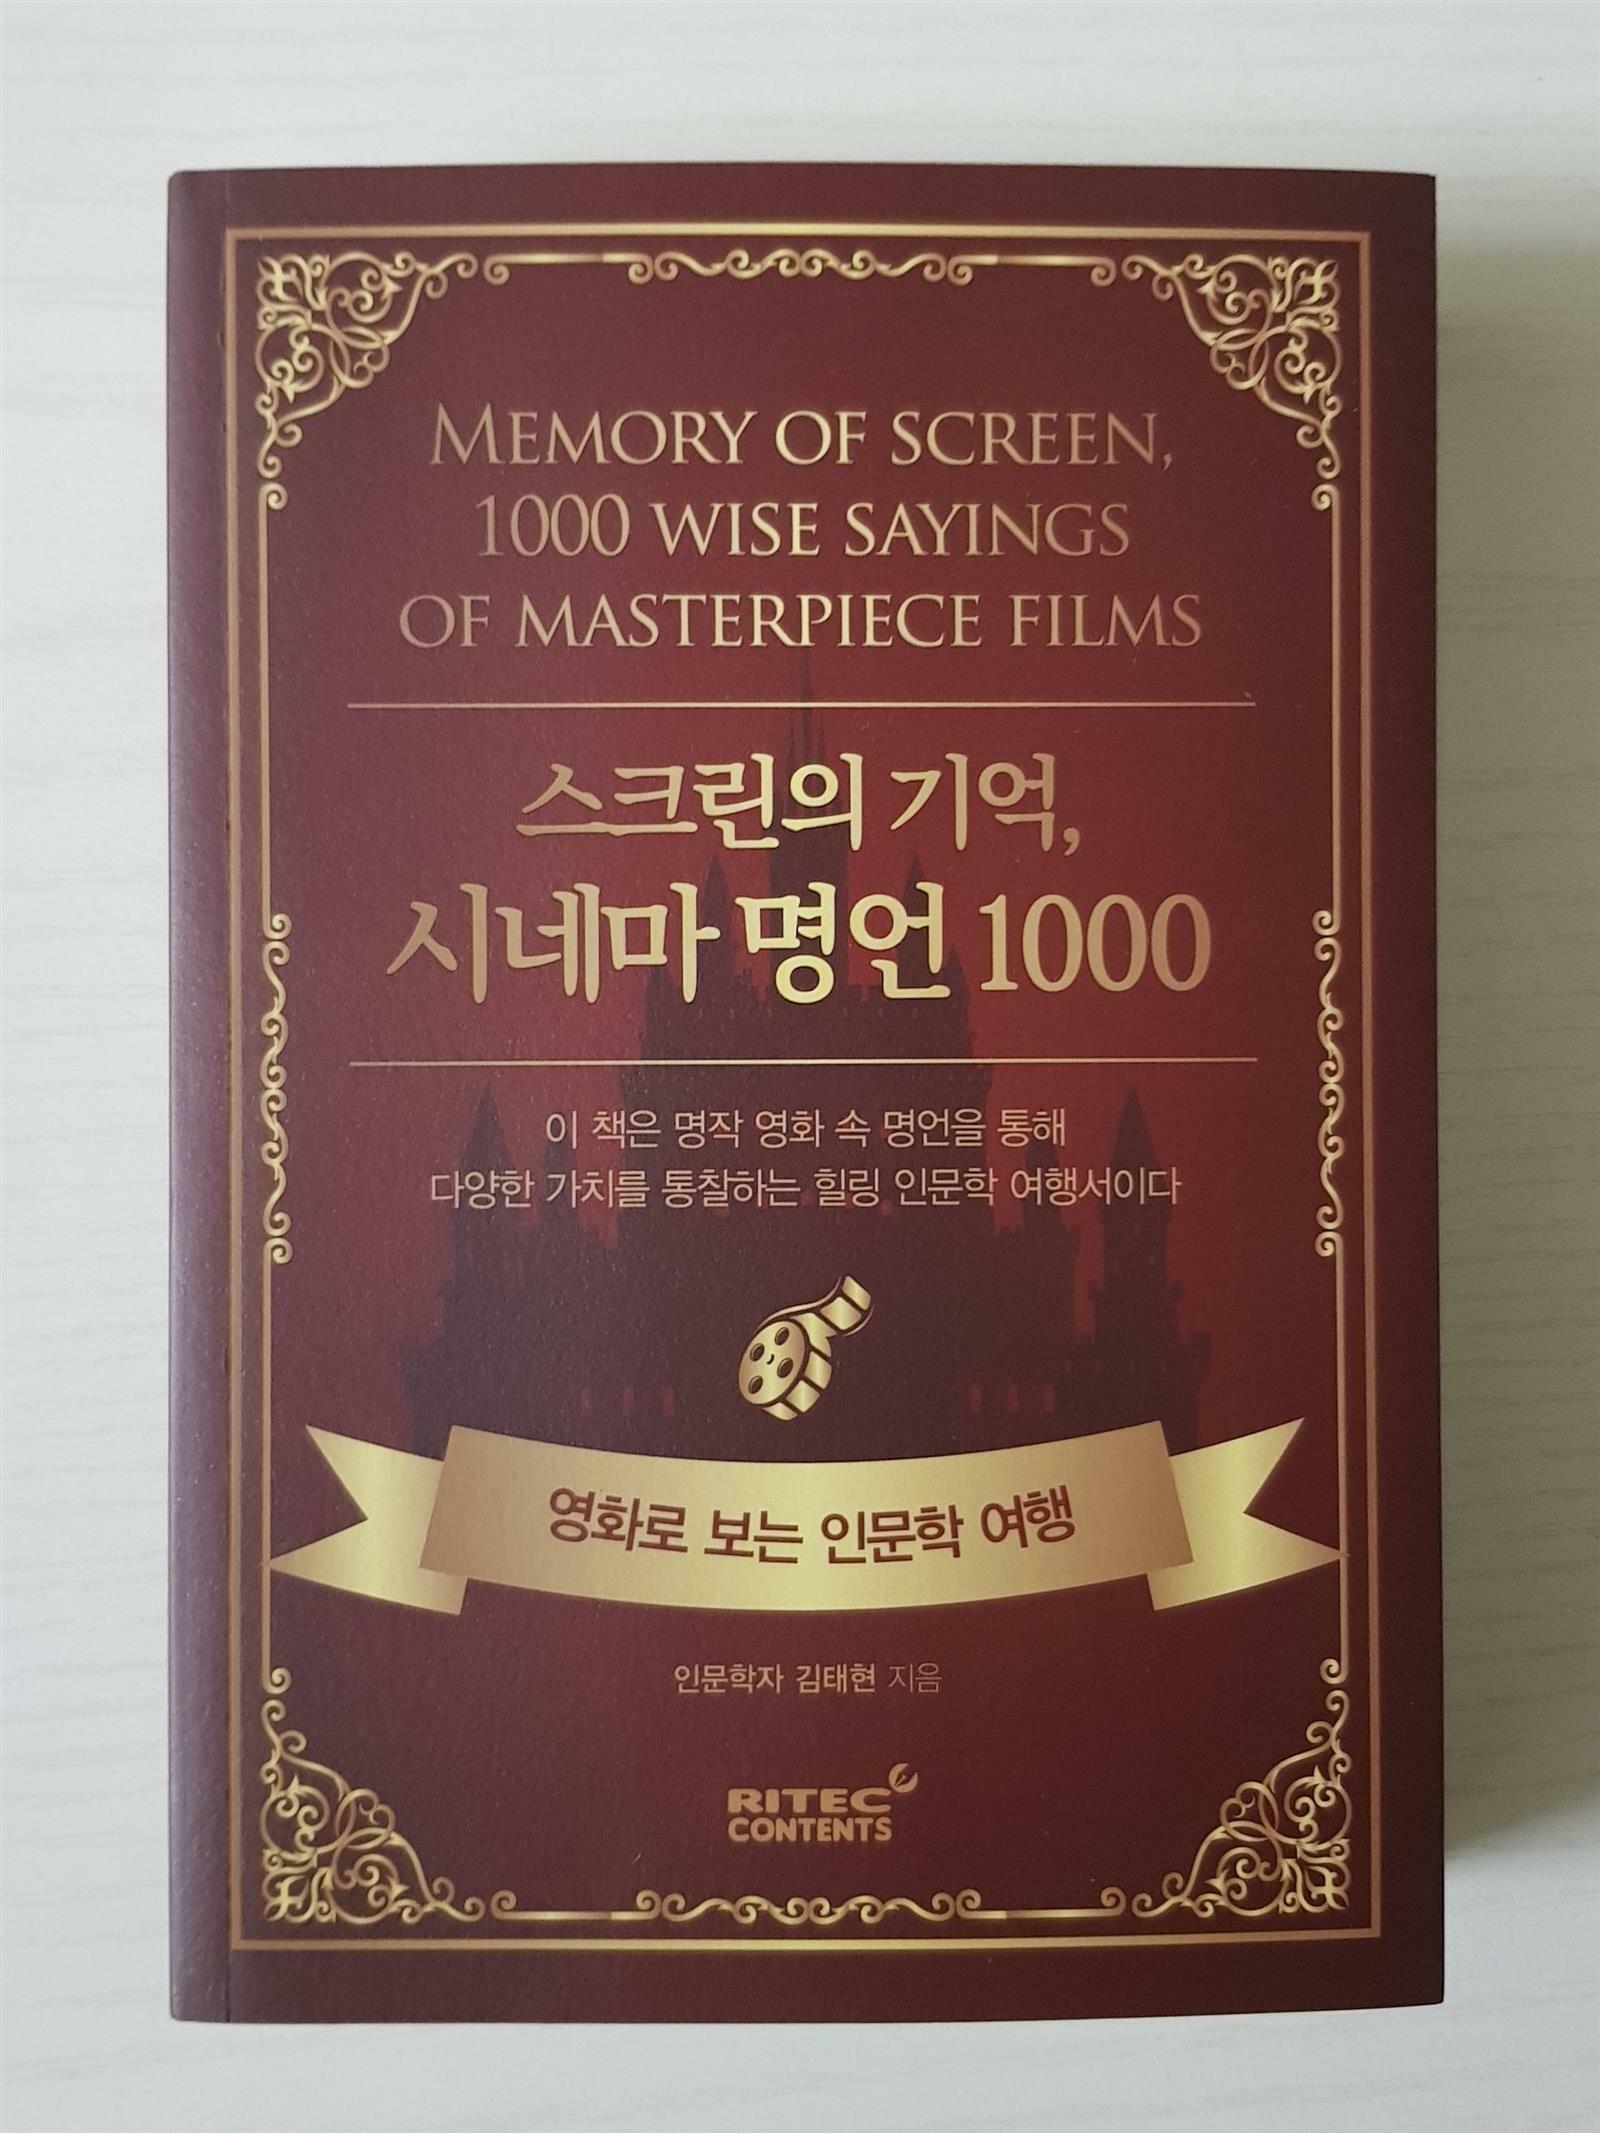 MEMORY OF SCREEN,
1000 WISE SAYINGS
OF MASTERPIECE FILMS
스크린의 기억,
시네마 명언 1000
이 책은 명작 영화 속 명언을 통해
다양한 가치를 통찰하는 힐링 인문학 여행서이다
영화로 보는 인문학 여행
인문학자 김태현 지음
RITEC
CONTENTS